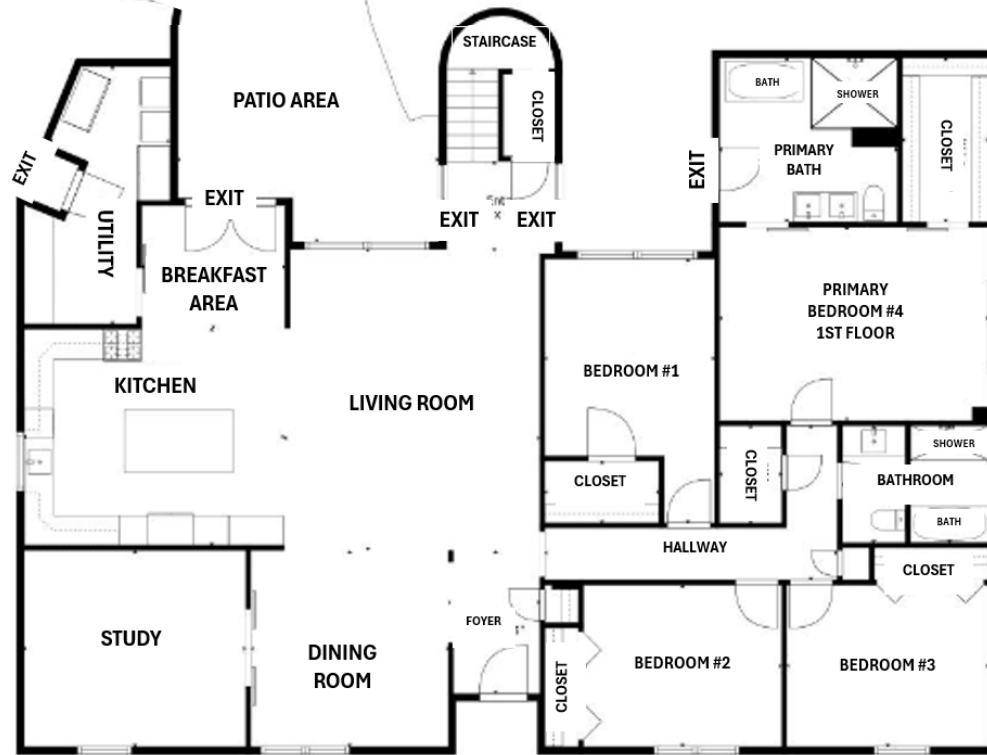 STAIRCASE
PATIO AREA
CLOSET
BATH
SHOWER
CLOSET
PRIMARY
BATH
EXIT
EXIT
EXIT
EXIT
EXIT
UTILITY
BREAKFAST
AREA
PRIMARY
BEDROOM #4
1ST FLOOR
KITCHEN
LIVING ROOM
BEDROOM #1
SHOWER
CLOSET
CLOSET
BATHROOM
BATH
HALLWAY
CLOSET
FOYER
STUDY
DINING
ROOM
CLOSET
BEDROOM #2
BEDROOM #3